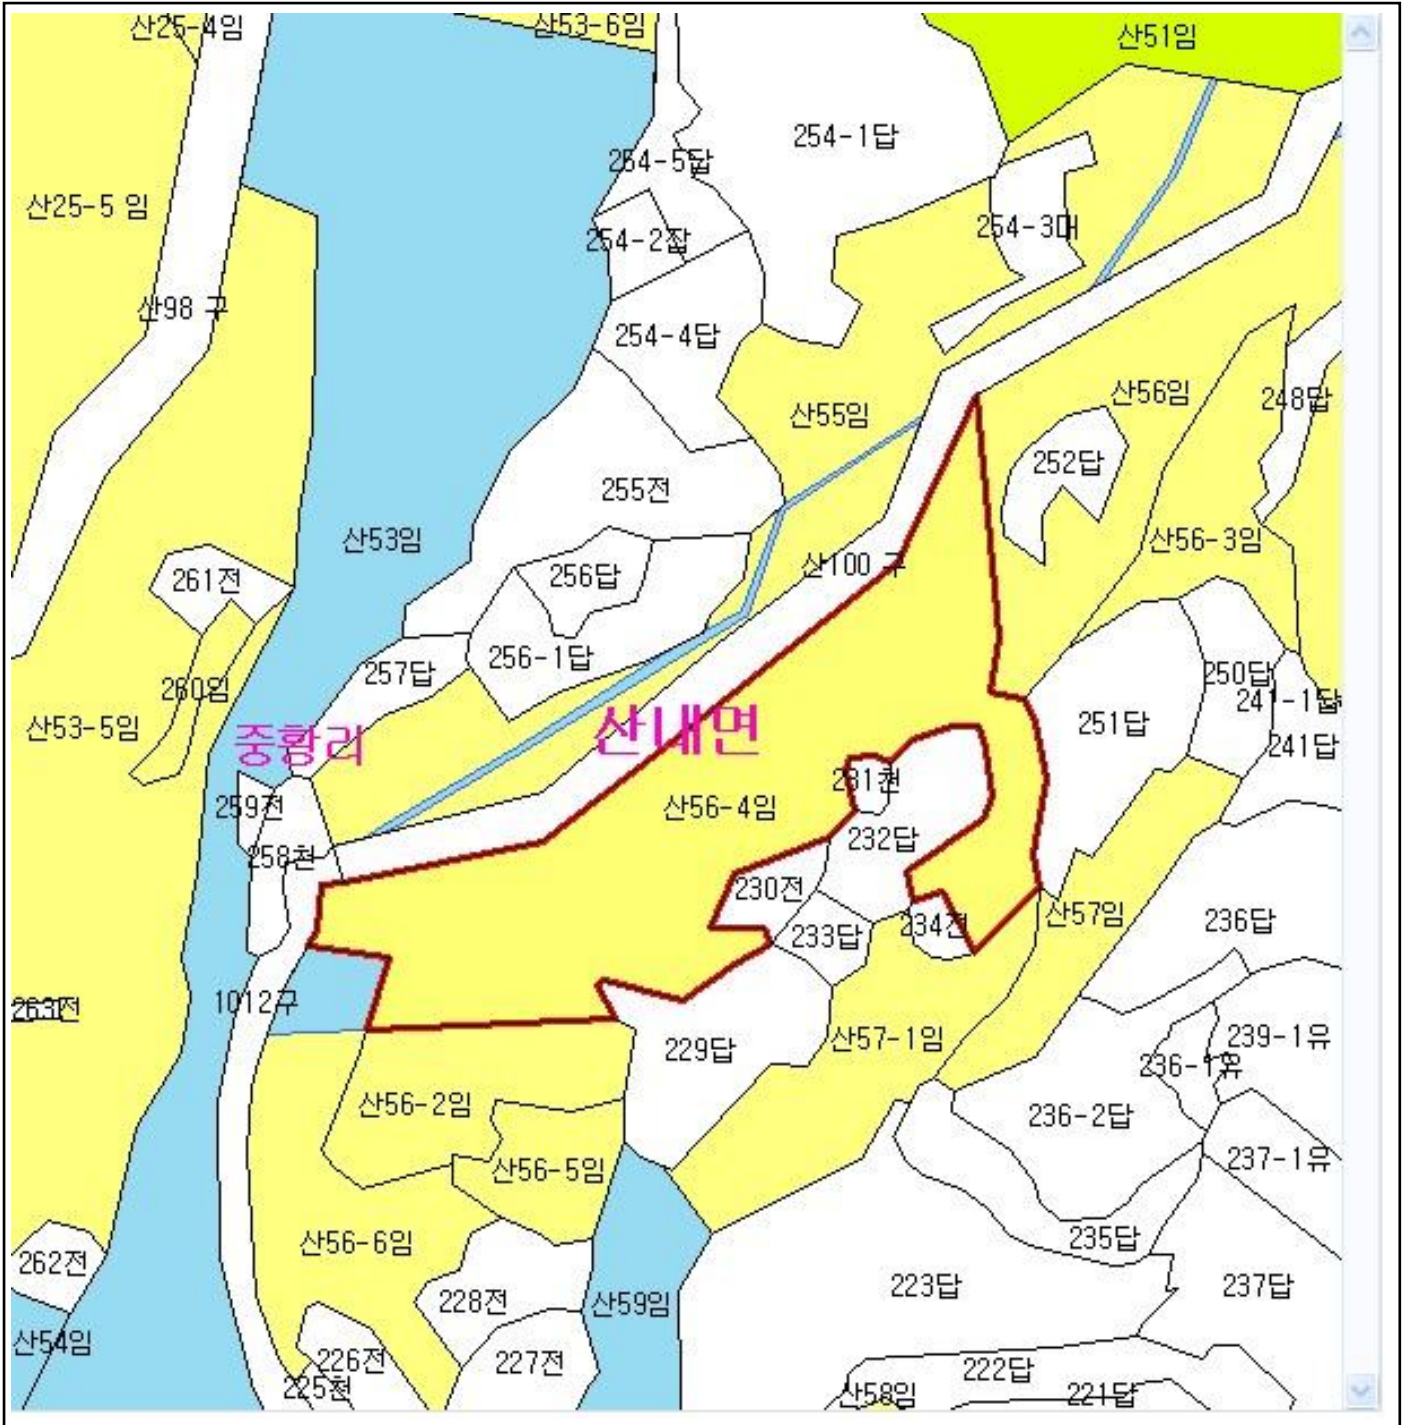 산25-4임
산53-6임
산51임
254-1답
254-5답
산25-5 임
254-3대
254-2잡
산98 구
254-4답
산56임
248답
산55임
252답
255전
산53임
산56-3임
산100 구
256답
261전
256-1답
257답
250답
260임
241-1답
산53-5임
251답
산내면
중황리
241답
231천
259전
산56-4임
232답
258천
230전
산57임
236답
234전
233답
1012구
263전
239-1유
산57-1임
229답
236-1유
산56-2임
236-2답
237-1유
산56-5임
235답
산56-6임
262전
223답
237답
228전
산59임
산54임
226전
227전
222답
225천
산58임
221답